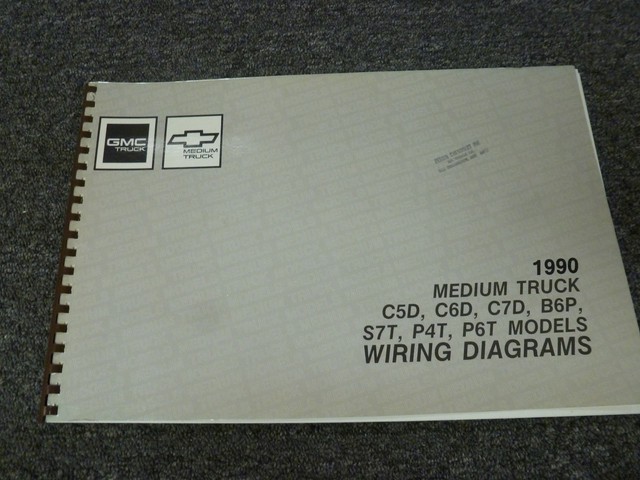 GMC
TRUCK
MEDIUM
TRUCK
1990
MEDIUM TRUCK
C5D, C6D, C7D, B6P,
S7T, P4T, P6T MODELS
WIRING DIAGRAMS